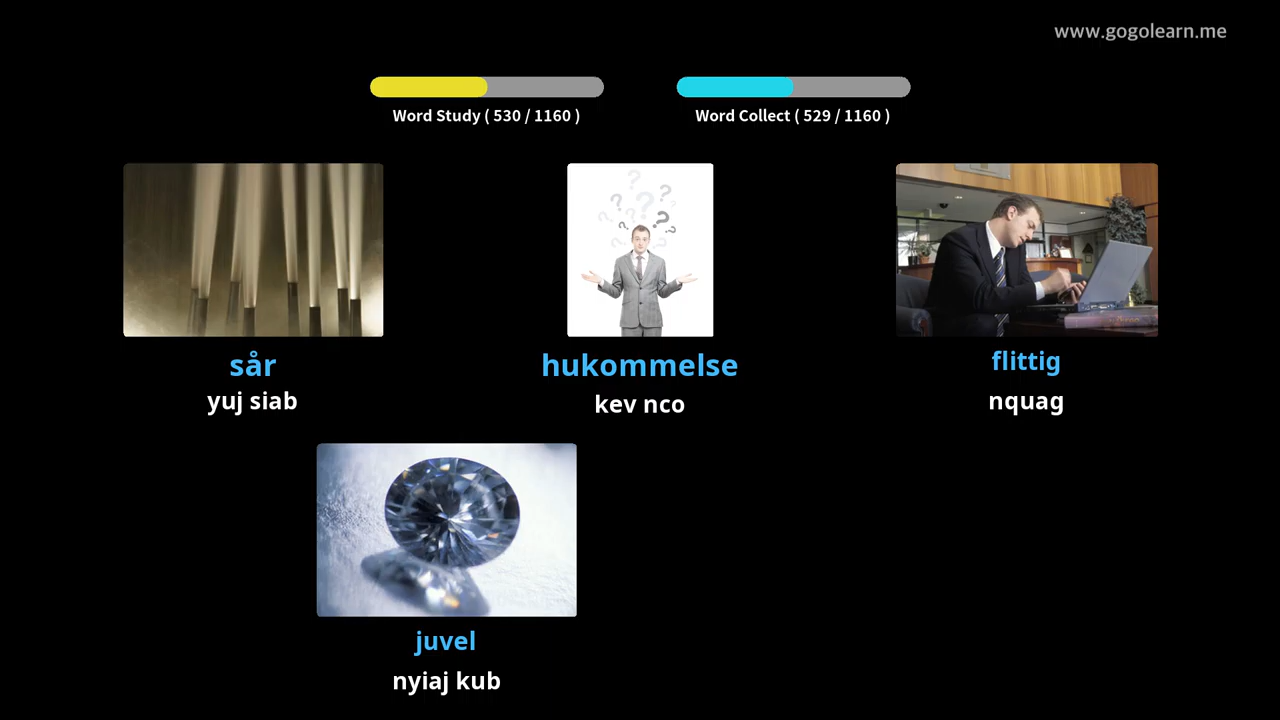 www.gogolearn.me
Word Study ( 530 / 1160 )
Word Collect ( 529 / 1160 )
sår
hukommelse
flittig
yuj siab
kev nco
nquag
juvel
nyiaj kub